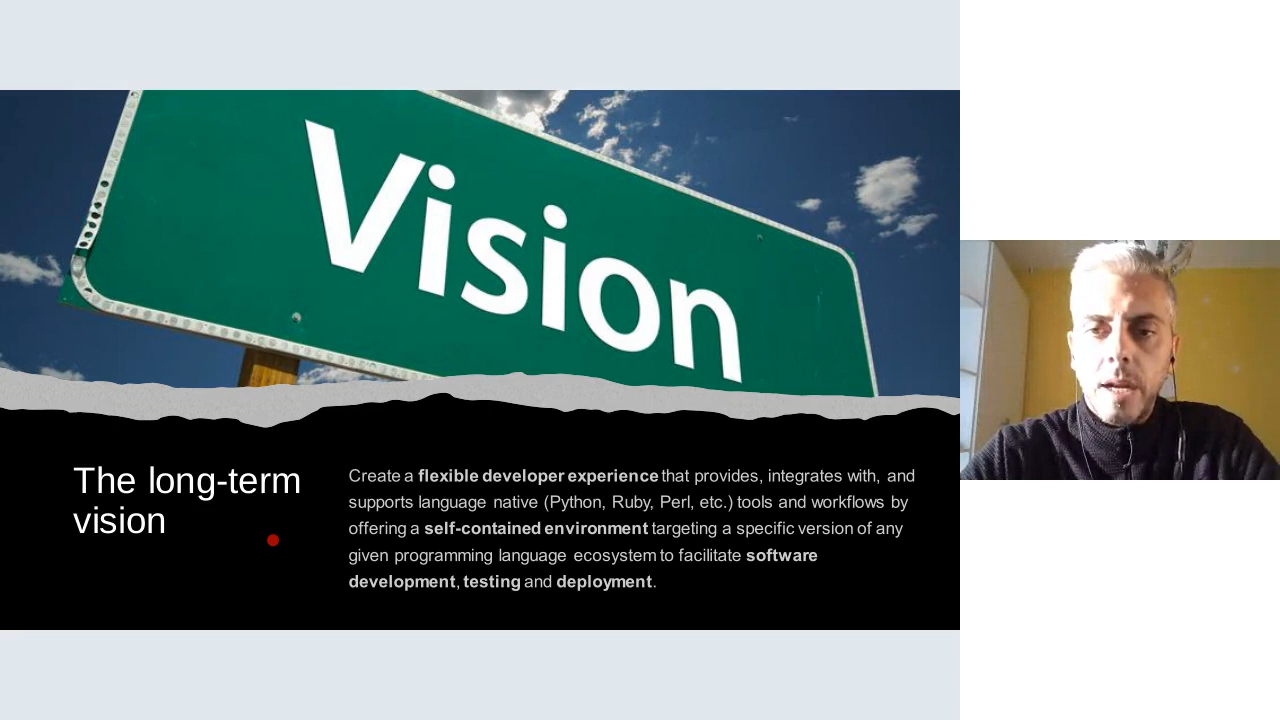 Vision
The long-term
vision
Create a flexible developer experience that provides, integrates with, and
supports language native (Python, Ruby, Perl, etc.) tools and workflows by
offering a self-contained environment targeting a specific version of any
given programming language ecosystem to facilitate software
development, testing and deployment.